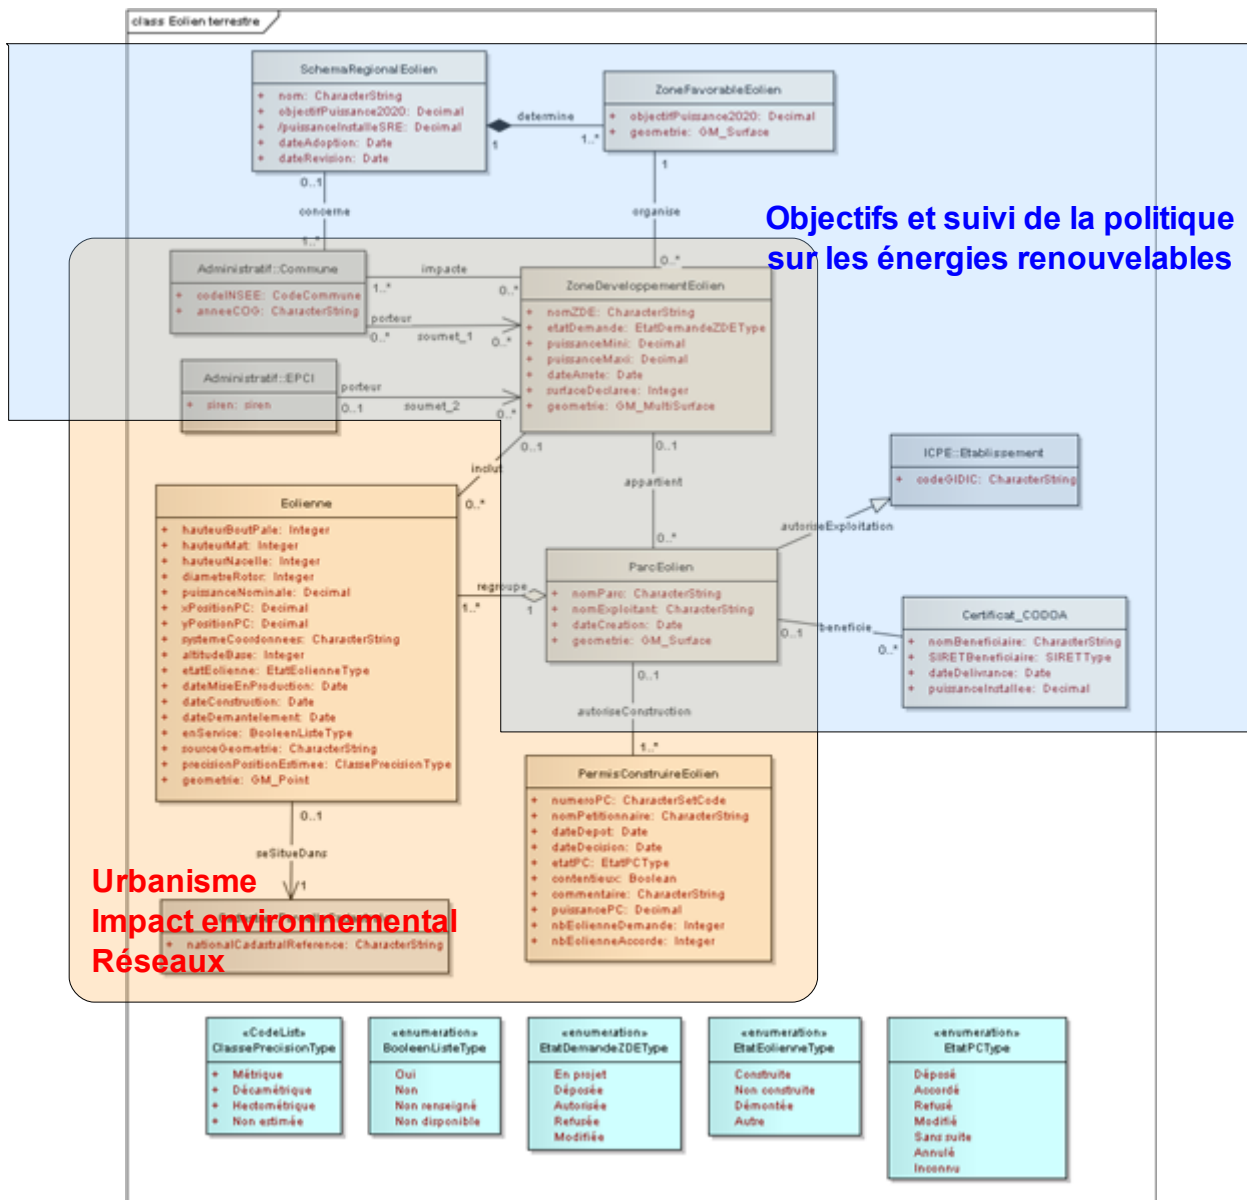 class Eolien terrestre
SchemaRegionalEolien
+ nom: CharacterString
+ objectifPuissance2020: Decimal
+ /puissanceInstalleSRE: Decimal
+ dateAdoption: Date
+ dateRevision: Date
determine
1
1..*
ZoneFavorableEolien
+ objectifPuissance2020: Decimal
+ geometrie: GM_Surface
0..1
concerne
1..*
1
organise
0..*
Objectifs et suivi de la politique
sur les énergies renouvelables
Administratif::Commune
+ codeINSEE: CodeCommune
+ anneeCOG: CharacterString
impacte
1..*
0..*
porteur
0..*
soumet_1
0..*
Administratif::EPCI
+ siren: siren
porteur
0..1
soumet_2
0..*
ZoneDeveloppementEolien
+ nomZDE: CharacterString
+ etatDemande: EtatDemandeZDEType
+ puissanceMini: Decimal
+ puissanceMaxi: Decimal
+ dateArrete: Date
+ surfaceDeclaree: Integer
+ geometrie: GM_MultiSurface
0..1
inclut
0..*
0..1
appartient
0..*
ICPE::Etablissement
+ codeGIDIC: CharacterString
autoriseExploitation
Eolienne
+ hauteurBoutPale: Integer
+ hauteurMat: Integer
+ hauteurNacelle: Integer
+ diametreRotor: Integer
+ puissanceNominale: Decimal
+ xPositionPC: Decimal
+ yPositionPC: Decimal
+ systemeCoordonnees: CharacterString
+ altitudeBase: Integer
+ etatEolienne: EtatEolienneType
+ dateMiseEnProduction: Date
+ dateConstruction: Date
+ dateDemantelement: Date
+ enService: BooleenListeType
+ sourceGeometrie: CharacterString
+ precisionPositionEstimee: ClassePrecisionType
+ geometrie: GM_Point
regroupe
1..*
1
ParcEolien
+ nomParc: CharacterString
+ nomExploitant: CharacterString
+ dateCreation: Date
+ geometrie: GM_Surface
0..1
beneficie
0..*
Certificat_CODOA
+ nomBeneficiaire: CharacterString
+ SIRETBeneficiaire: SIRETType
+ dateDelivrance: Date
+ puissanceInstallee: Decimal
0..1
autoriseConstruction
1..*
PermisConstruireEolien
+ numeroPC: CharacterSetCode
+ nomPetitionnaire: CharacterString
+ dateDepot: Date
+ dateDecision: Date
+ etatPC: EtatPCType
+ contentieux: Boolean
+ commentaire: CharacterString
+ puissancePC: Decimal
+ nbEolienneDemande: Integer
+ nbEolienneAccorde: Integer
0..1
seSitueDans
1
+ nationalCadastralReference: CharacterString
Urbanisme
Impact environnemental
Réseaux
«CodeList»
ClassePrecisionType
+ Métrique
+ Décamétrique
+ Hectométrique
+ Non estimée
«enumeration»
BooleenListeType
Oui
Non
Non renseigné
Non disponible
«enumeration»
EtatDemandeZDEType
En projet
Déposée
Autorisée
Refusée
Modifiée
«enumeration»
EtatEolienneType
Construite
Non construite
Démontée
Autre
«enumeration»
EtatPCType
Déposé
Accordé
Refusé
Modifié
Sans suite
Annulé
Inconnu